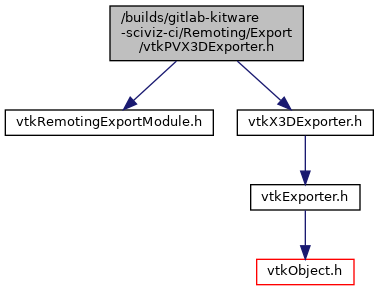 /builds/gitlab-kitware
-sciviz-ci/Remoting/Export
/vtkPVX3DExporter.h
vtkRemotingExportModule.h
vtkX3DExporter.h
vtkExporter.h
vtkObject.h